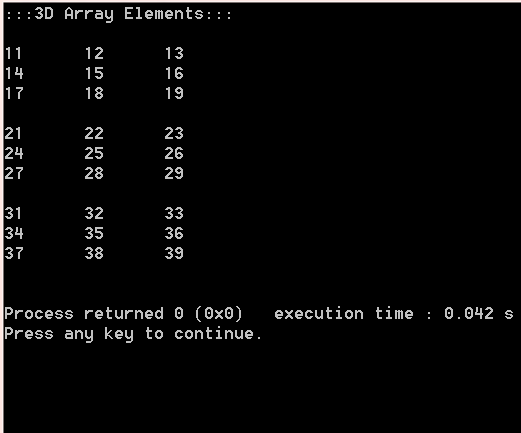 :::3D Array Elements:::
11 12 13
14 15 16
17 18 19
21 22 23
24 25 26
27 28 29
31 32 33
34 35 36
37 38 39
Process returned 0 (0x0) execution time : 0.042 s
Press any key to continue.